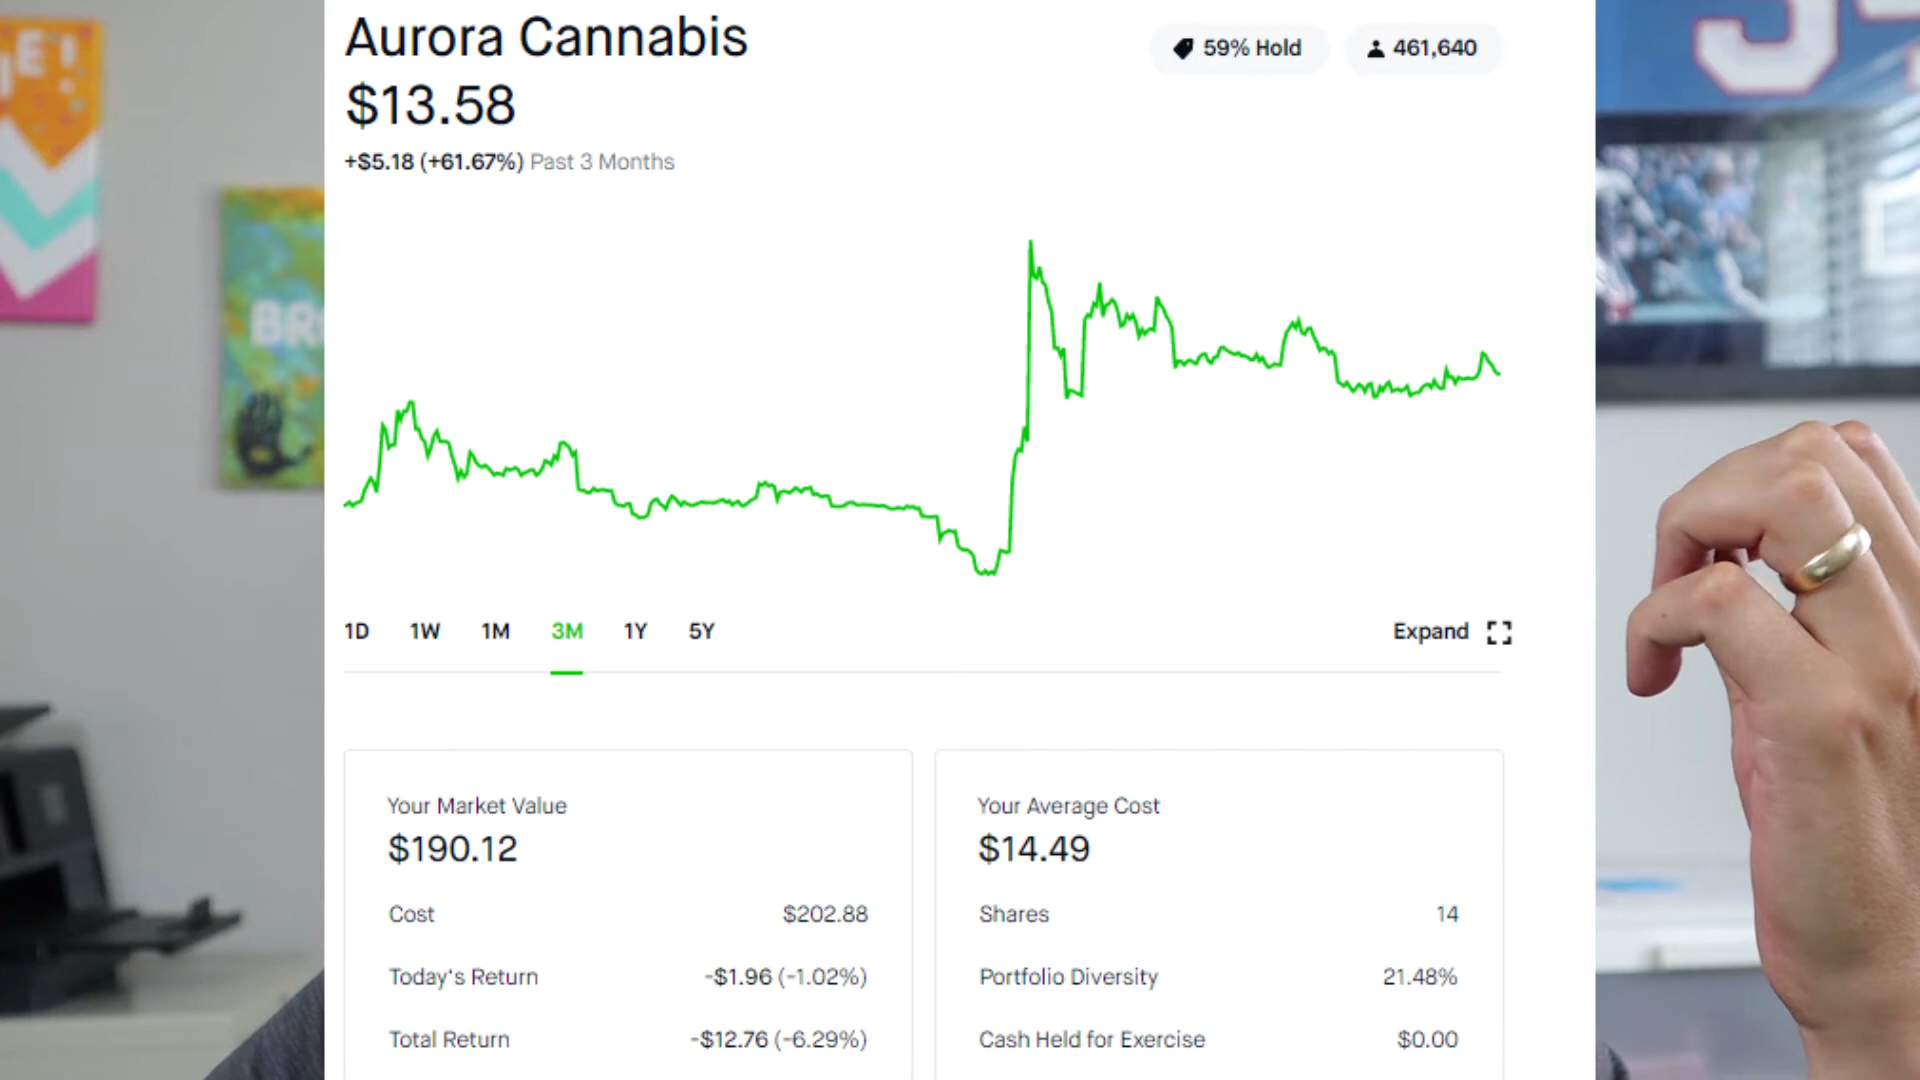 Aurora Cannabis
59% Hold
461,640
$13.58
+$5.18 (+61.67%) Past 3 Months
1D 1W 1M 3M 1Y 5Y
Expand
Your Market Value
$190.12
Cost $202.88
Today's Return -$1.96 (-1.02%)
Total Return -$12.76 (-6.29%)
Your Average Cost
$14.49
Shares 14
Portfolio Diversity 21.48%
Cash Held for Exercise $0.00